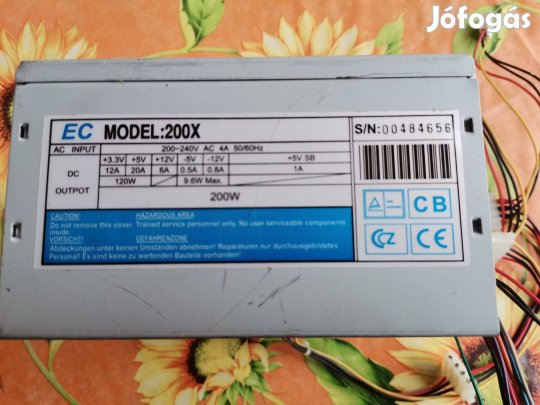 Jófogás
EC MODEL:200X
S/N:00484656
AC INPUT 200~240V AC 4A 50/60Hz
DC OUTPUT +3.3V +5V +12V -5V -12V +5V SB
12A 20A 6A 0.5A 0.8A 1A
120W 9.6W Max.
200W
CAUTION! HAZARDOUS AREA
Do not remove this cover. Trained service personnel only. No user serviceable components
inside.
VORSICHT! GEFAHRENZONE
Abdeckungen unter keinen Umständen abnehmen! Reparaturen nur durchausgebildetes
Personal! Es sind keine zu wartenden Bauteile vorhanden!
CB
CE